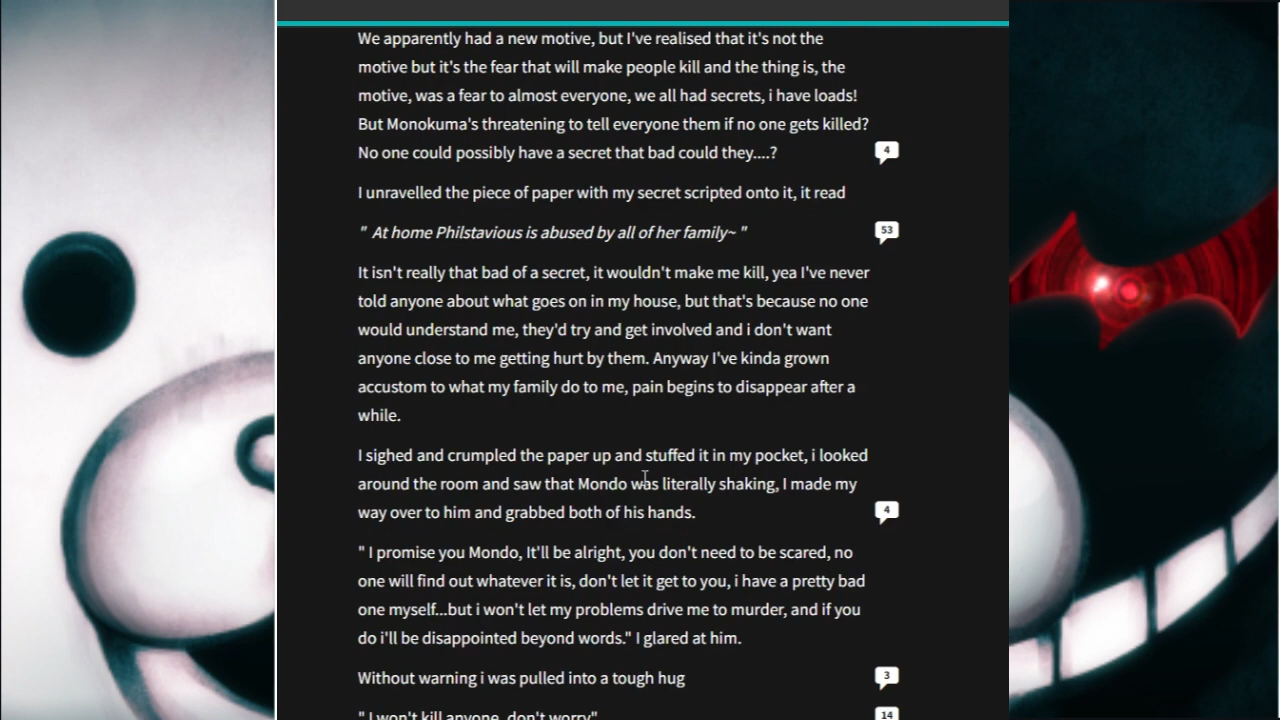 We apparently had a new motive, but I've realised that it's not the
motive but it's the fear that will make people kill and the thing is, the
motive, was a fear to almost everyone, we all had secrets, i have loads!
But Monokuma's threatening to tell everyone them if no one gets killed?
No one could possibly have a secret that bad could they....?
4
I unravelled the piece of paper with my secret scripted onto it, it read
" At home Philstavious is abused by all of her family~ "
53
It isn't really that bad of a secret, it wouldn't make me kill, yea I've never
told anyone about what goes on in my house, but that's because no one
would understand me, they'd try and get involved and i don't want
anyone close to me getting hurt by them. Anyway I've kinda grown
accustom to what my family do to me, pain begins to disappear after a
while.
I sighed and crumpled the paper up and stuffed it in my pocket, i looked
around the room and saw that Mondo was literally shaking, I made my
way over to him and grabbed both of his hands.
4
" I promise you Mondo, It'll be alright, you don't need to be scared, no
one will find out whatever it is, don't let it get to you, i have a pretty bad
one myself...but i won't let my problems drive me to murder, and if you
do i'll be disappointed beyond words." I glared at him.
Without warning i was pulled into a tough hug
3
" I won't kill anyone, don't worry"
14